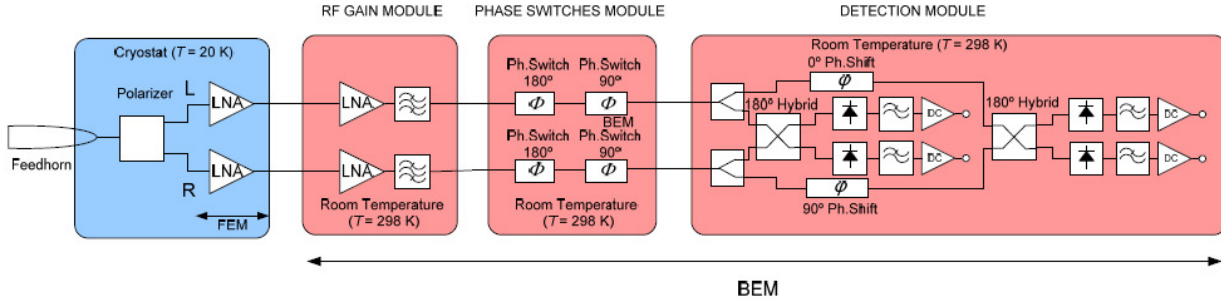 RF GAIN MODULE
PHASE SWITCHES MODULE
DETECTION MODULE
Cryostat (T = 20 K)
Polarizer
L
R
LNA
LNA
FEM
Feedhorn
LNA
LNA
Room Temperature
(T = 298 K)
Ph.Switch
180º
Ph.Switch
90º
Φ
Φ
BEM
Ph.Switch
180º
Ph.Switch
90º
Φ
Φ
Room Temperature
(T = 298 K)
Room Temperature (T = 298 K)
0º Ph.Shift
φ
180º Hybrid
DC
DC
φ
90º Ph.Shift
180º Hybrid
DC
DC
BEM